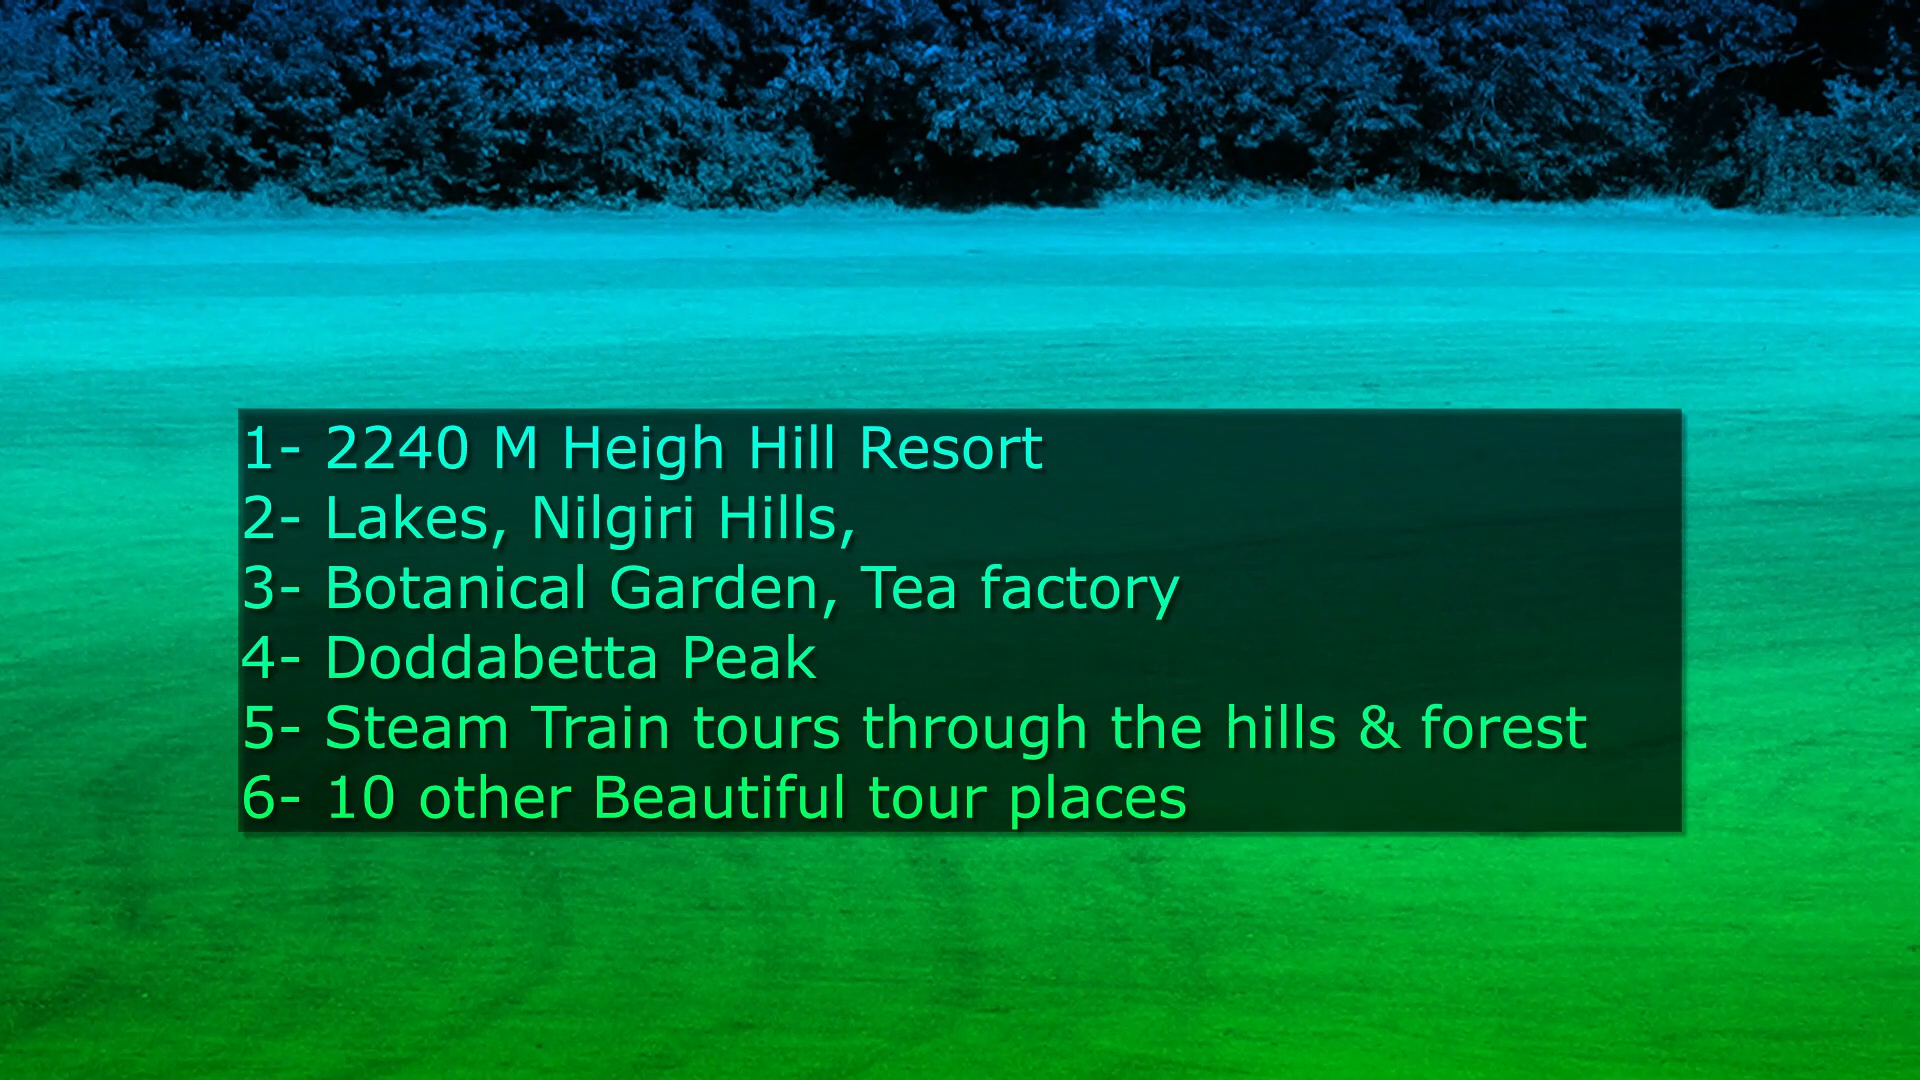 1- 2240 M Heigh Hill Resort
2- Lakes, Nilgiri Hills,
3- Botanical Garden, Tea factory
4- Doddabetta Peak
5- Steam Train tours through the hills & forest
6- 10 other Beautiful tour places